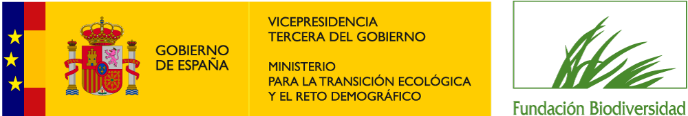 GOBIERNO
DE ESPAÑA
VICEPRESIDENCIA
TERCERA DEL GOBIERNO
MINISTERIO
PARA LA TRANSICIÓN ECOLÓGICA
Y EL RETO DEMOGRÁFICO
Fundación Biodiversidad